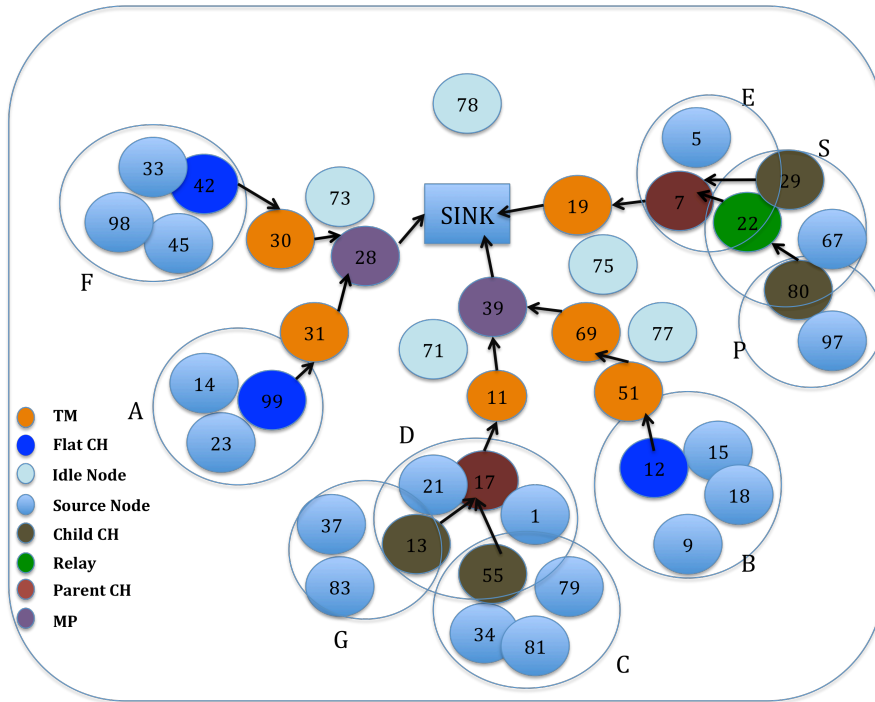 78
E
5
S
33
42
29
73
7
19
SINK
98
22
67
30
45
28
75
F
80
39
31
69
77
97
71
P
14
A
99
11
51
TM
23
D
Flat CH
17
12
15
Idle Node
21
18
Source Node
37
1
Child CH
13
9
Relay
55
B
83
79
Parent CH
MP
34
G
81
C